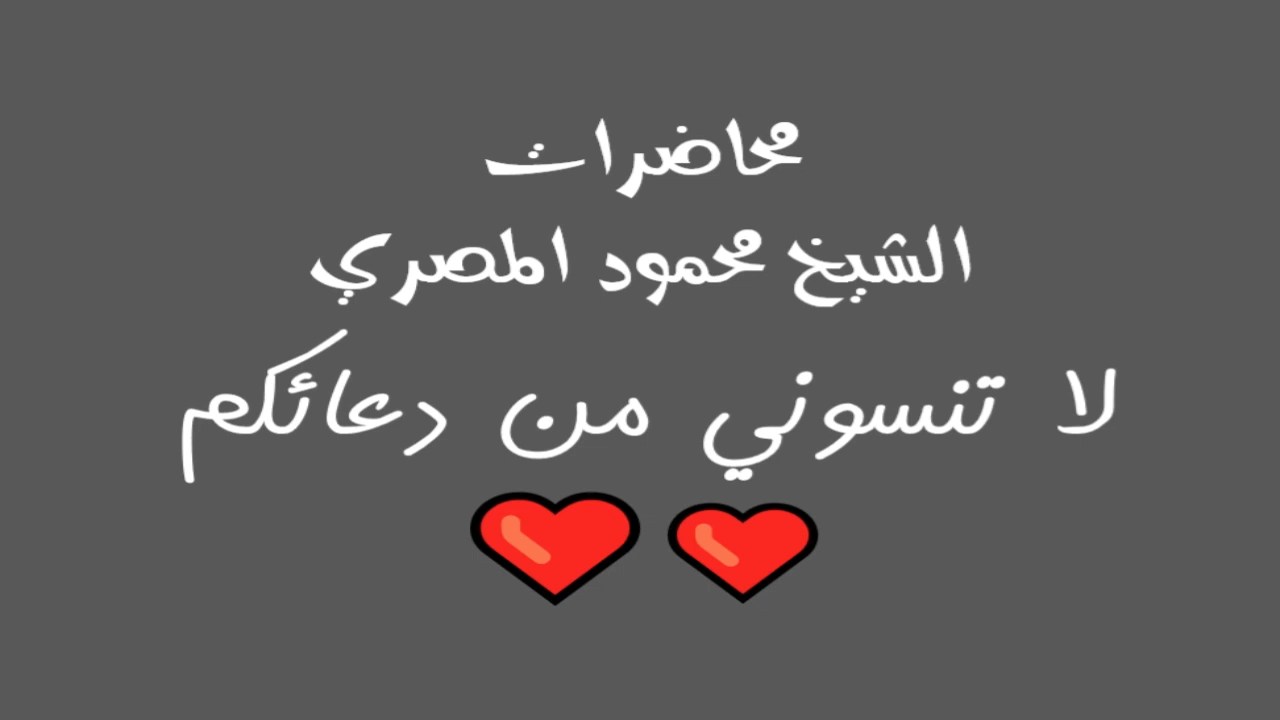 محاضرات
الشيخ محمود المصري
لا تنسوني من دعائكم